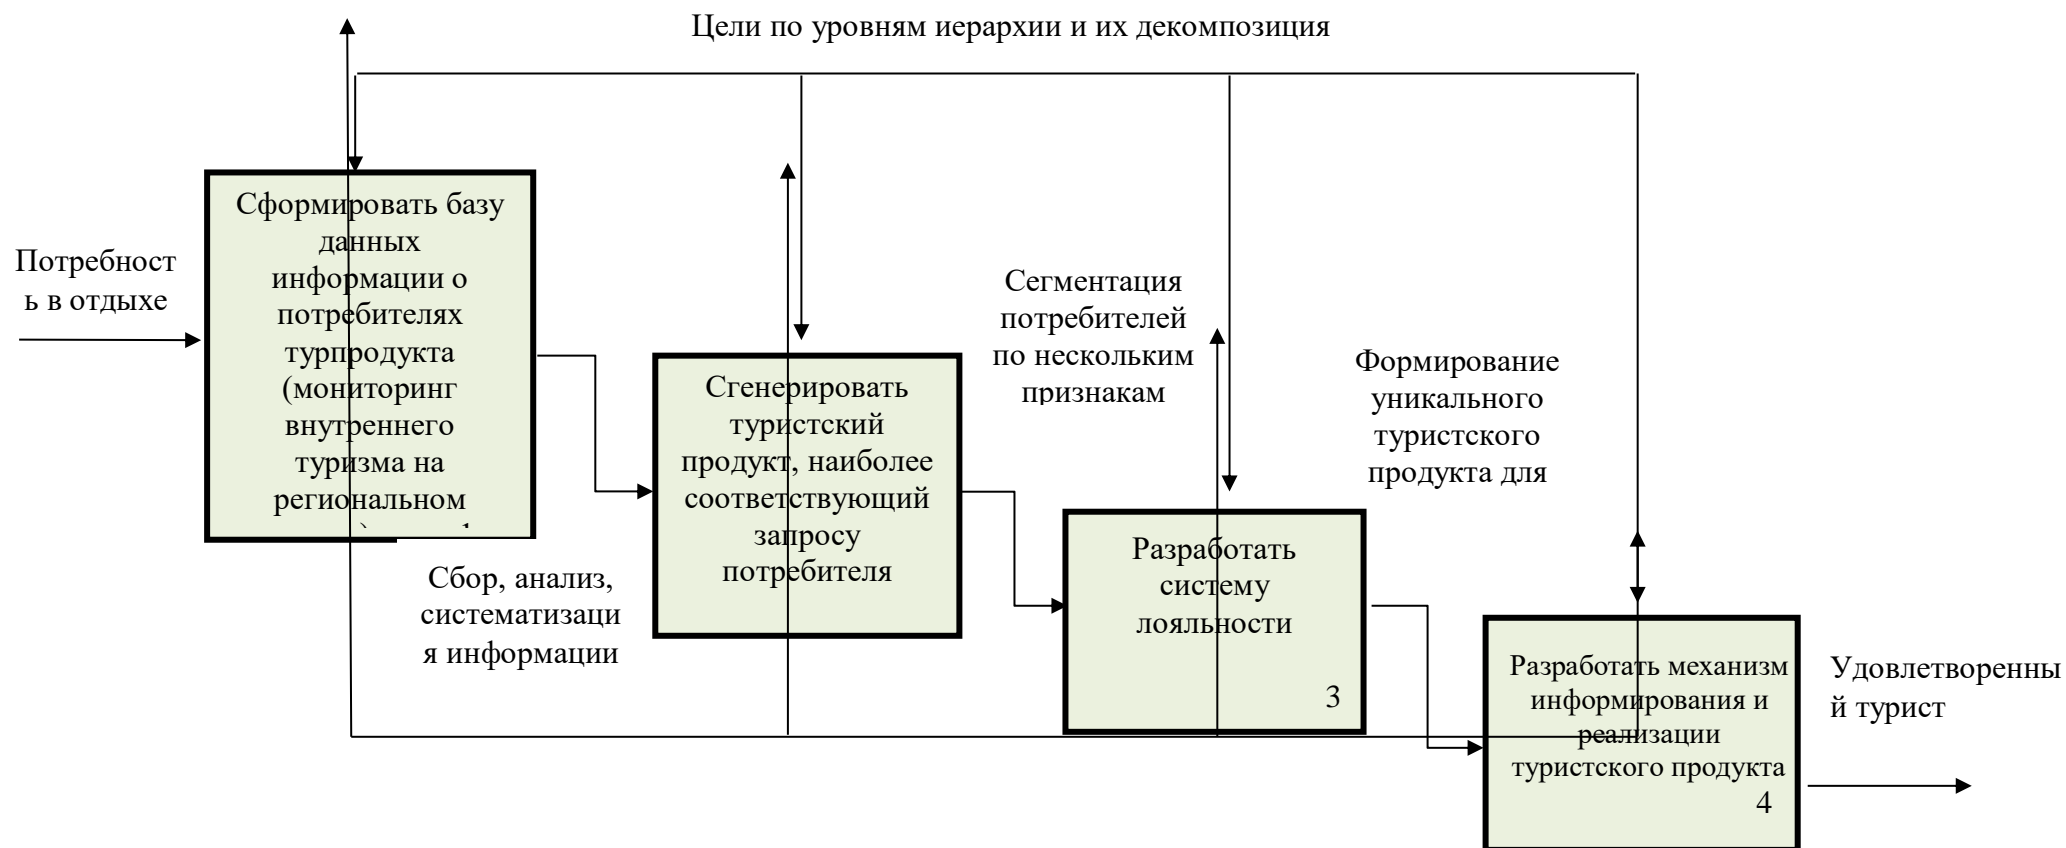 Цели по уровням иерархии и их декомпозиция
Потребност
ь в отдыхе
Сформировать базу
данных
информации о
потребителях
турпродукта
(мониторинг
внутреннего
туризма на
региональном
Сбор, анализ,
систематизаци
я информации
Сгенерировать
туристский
продукт, наиболее
соответствующий
запросу
потребителя
Сегментация
потребителей
по нескольким
признакам
Разработать
систему
лояльности
3
Формирование
уникального
туристского
продукта для
Разработать механизм
информирования и
реализации
туристского продукта
4
Удовлетворенны
й турист